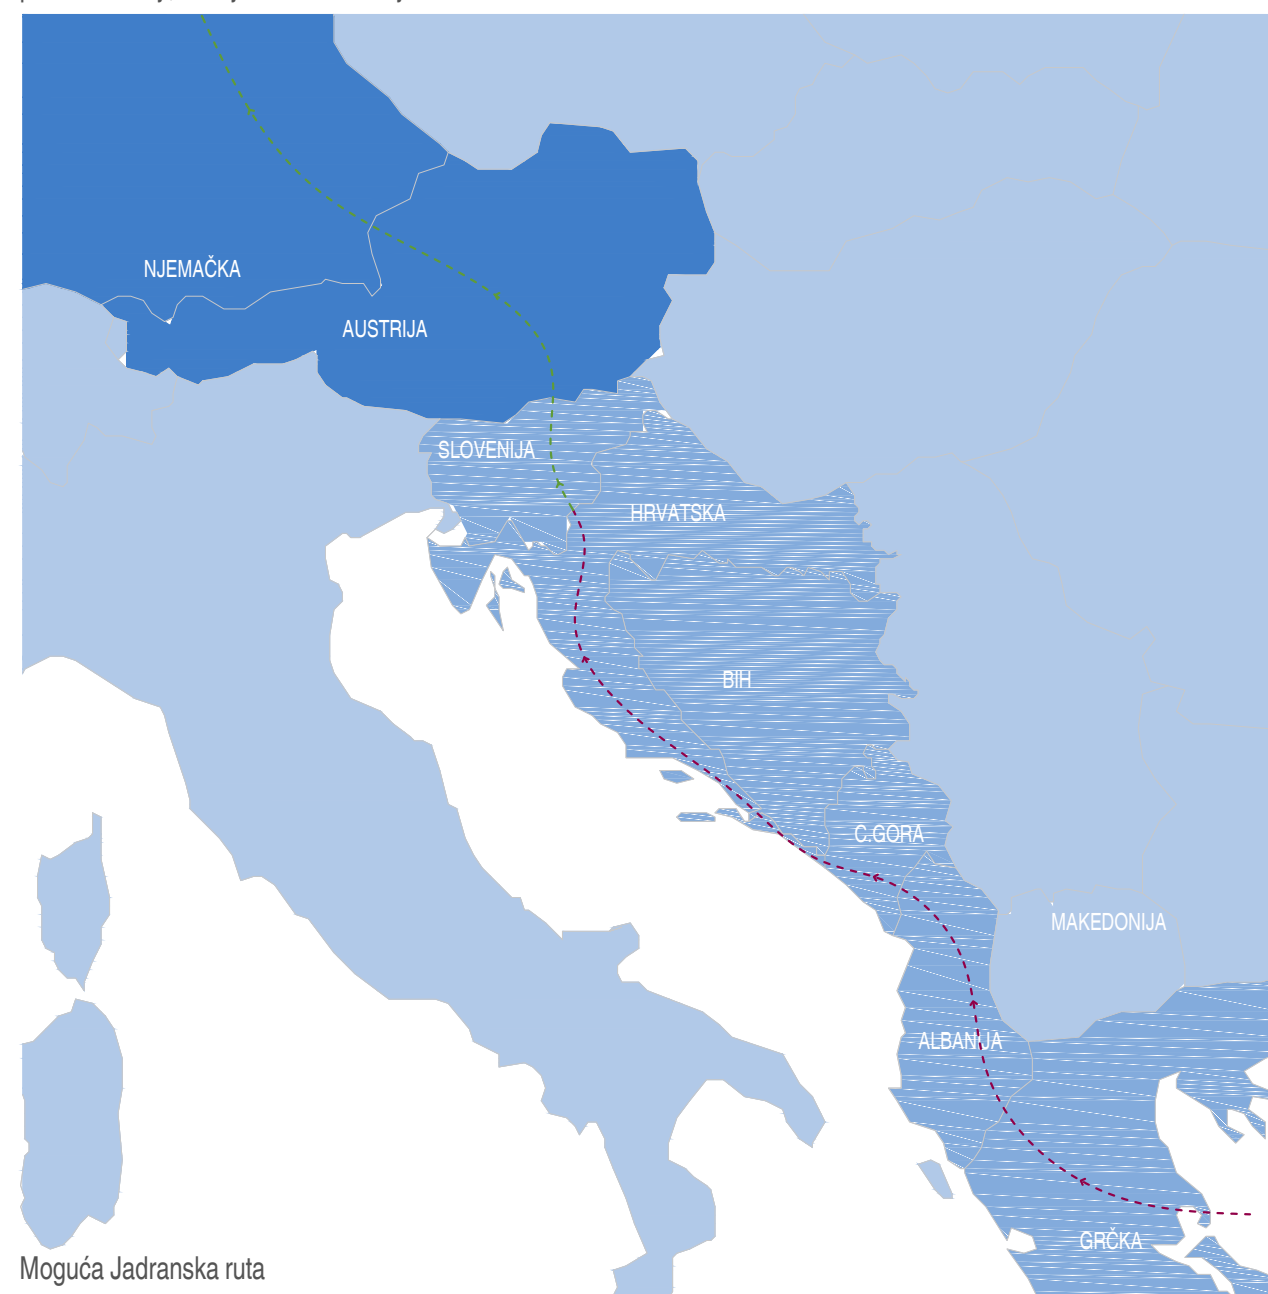 NJEMAČKA
AUSTRIJA
SLOVENIJA
HRVATSKA
BIH
C.GORA
MAKEDONIJA
ALBANIJA
GRČKA
Moguća Jadranska ruta